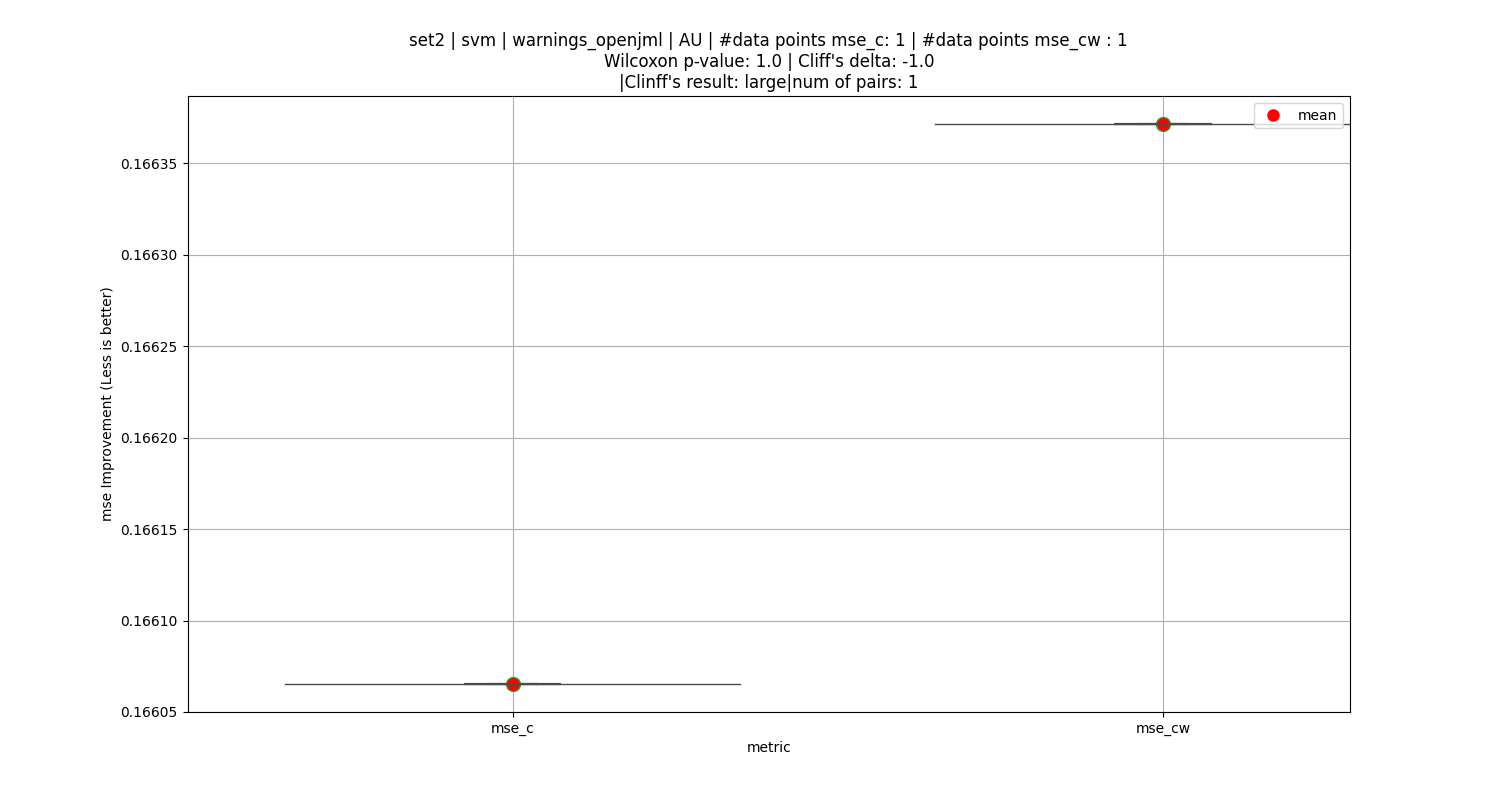 set2 | svm | warnings_openjml | AU | #data points mse_c: 1 | #data points mse_cw : 1
Wilcoxon p-value: 1.0 | Cliff's delta: -1.0
|Clinff's result: large|num of pairs: 1
mean
mse Improvement (Less is better)
0.16635
0.16630
0.16625
0.16620
0.16615
0.16610
0.16605
mse_c
mse_cw
metric